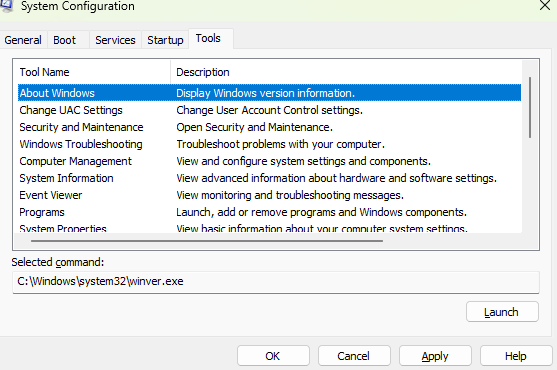 System Configuration
General Boot Services Startup Tools
Tool Name Description
About Windows Display Windows version information.
Change UAC Settings Change User Account Control settings.
Security and Maintenance Open Security and Maintenance.
Windows Troubleshooting Troubleshoot problems with your computer.
Computer Management View and configure system settings and components.
System Information View advanced information about hardware and software settings.
Event Viewer View monitoring and troubleshooting messages.
Programs Launch, add or remove programs and Windows components.
System Properties View basic information about your computer system settings.
Selected command:
C:\Windows\system32\winver.exe
Launch
OK Cancel Apply Help